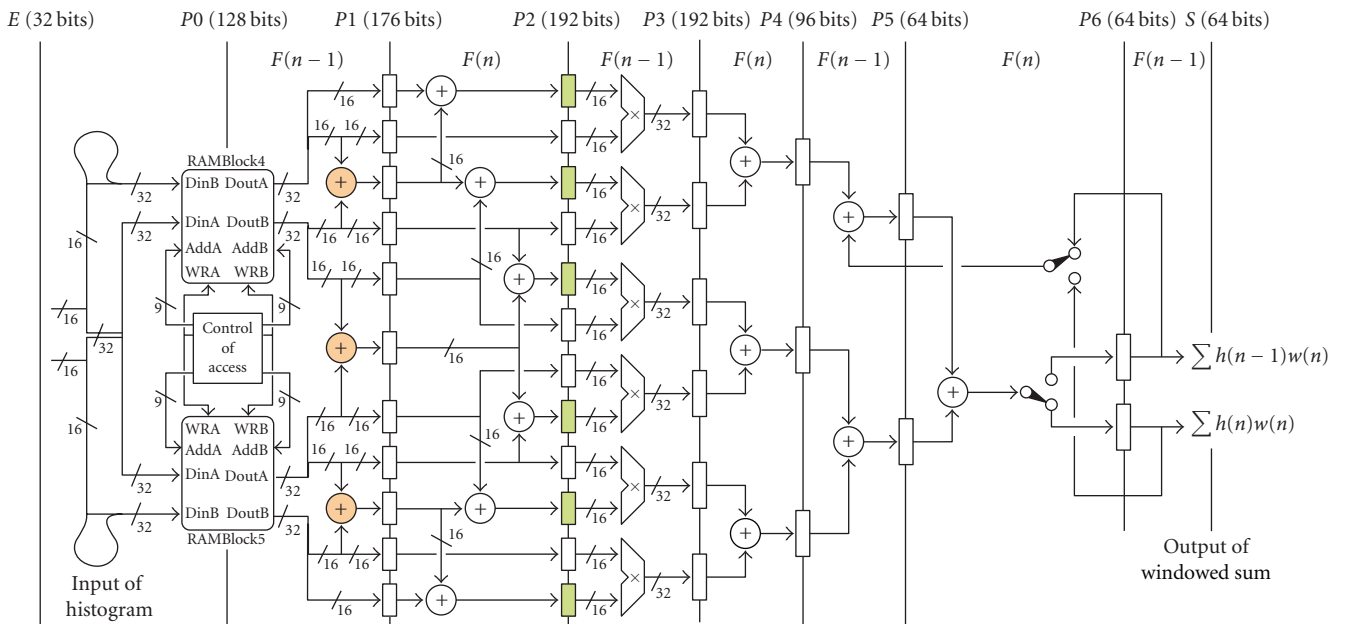 E (32 bits) P0 (128 bits) P1 (176 bits) P2 (192 bits) P3 (192 bits) P4 (96 bits) P5 (64 bits) P6 (64 bits) S (64 bits)
F(n − 1) F(n) F(n − 1) F(n) F(n − 1) F(n) F(n − 1)
16 + 16 ×
16 16 16 32
RAMBlock4 16 +
DinB DoutA + + 16 ×
32 32 32
DinA DoutB 16 16 16 +
32 32
16 AddA AddB 16 16 16 + 16 ×
WRA WRB 32
9 9
16 Control of access 16
32 + 16 +
16 ∑ h(n − 1)w(n)
16 ×
9 9 32
16 WRA WRB 16 16 + 16 +
AddA AddB 16 ∑ h(n)w(n)
DinA DoutA 16 16 16 +
32 32 ×
DinB DoutB + + 16 32
32 32
RAMBlock5 16 +
16 16 16
Input of
histogram
16 + 16 ×
32
Output of
windowed sum